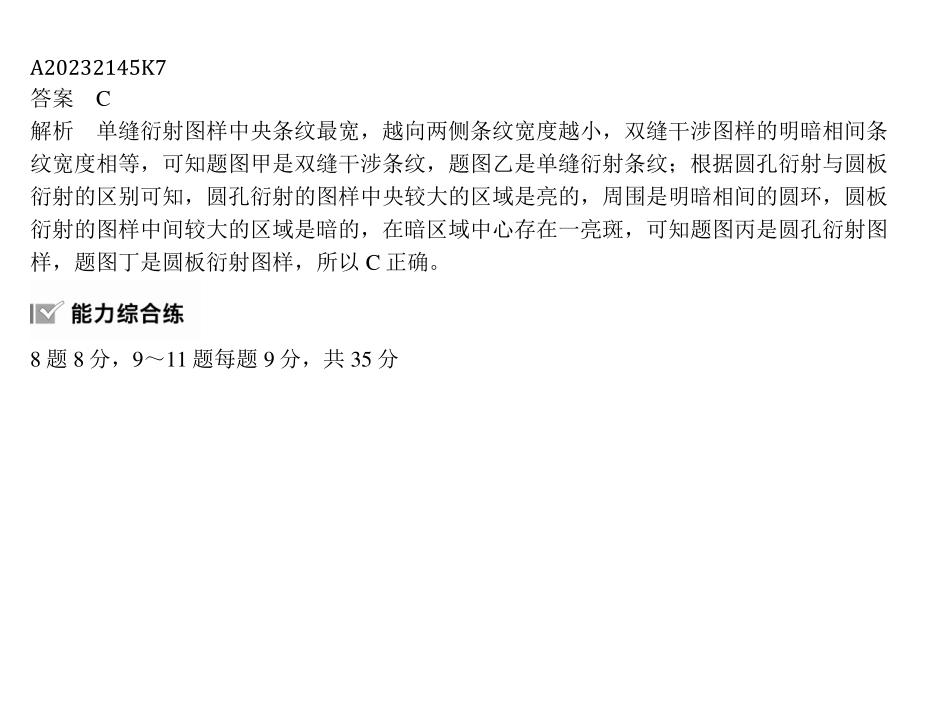 A20232145K7
答案　C
解析　单缝衍射图样中央条纹最宽，越向两侧条纹宽度越小，双缝干涉图样的明暗相间条
纹宽度相等，可知题图甲是双缝干涉条纹，题图乙是单缝衍射条纹；根据圆孔衍射与圆板
衍射的区别可知，圆孔衍射的图样中央较大的区域是亮的，周围是明暗相间的圆环，圆板
衍射的图样中间较大的区域是暗的，在暗区域中心存在一亮斑，可知题图丙是圆孔衍射图
样，题图丁是圆板衍射图样，所以 C 正确。
能力综合练
8 题 8 分，9～11 题每题 9 分，共 35 分